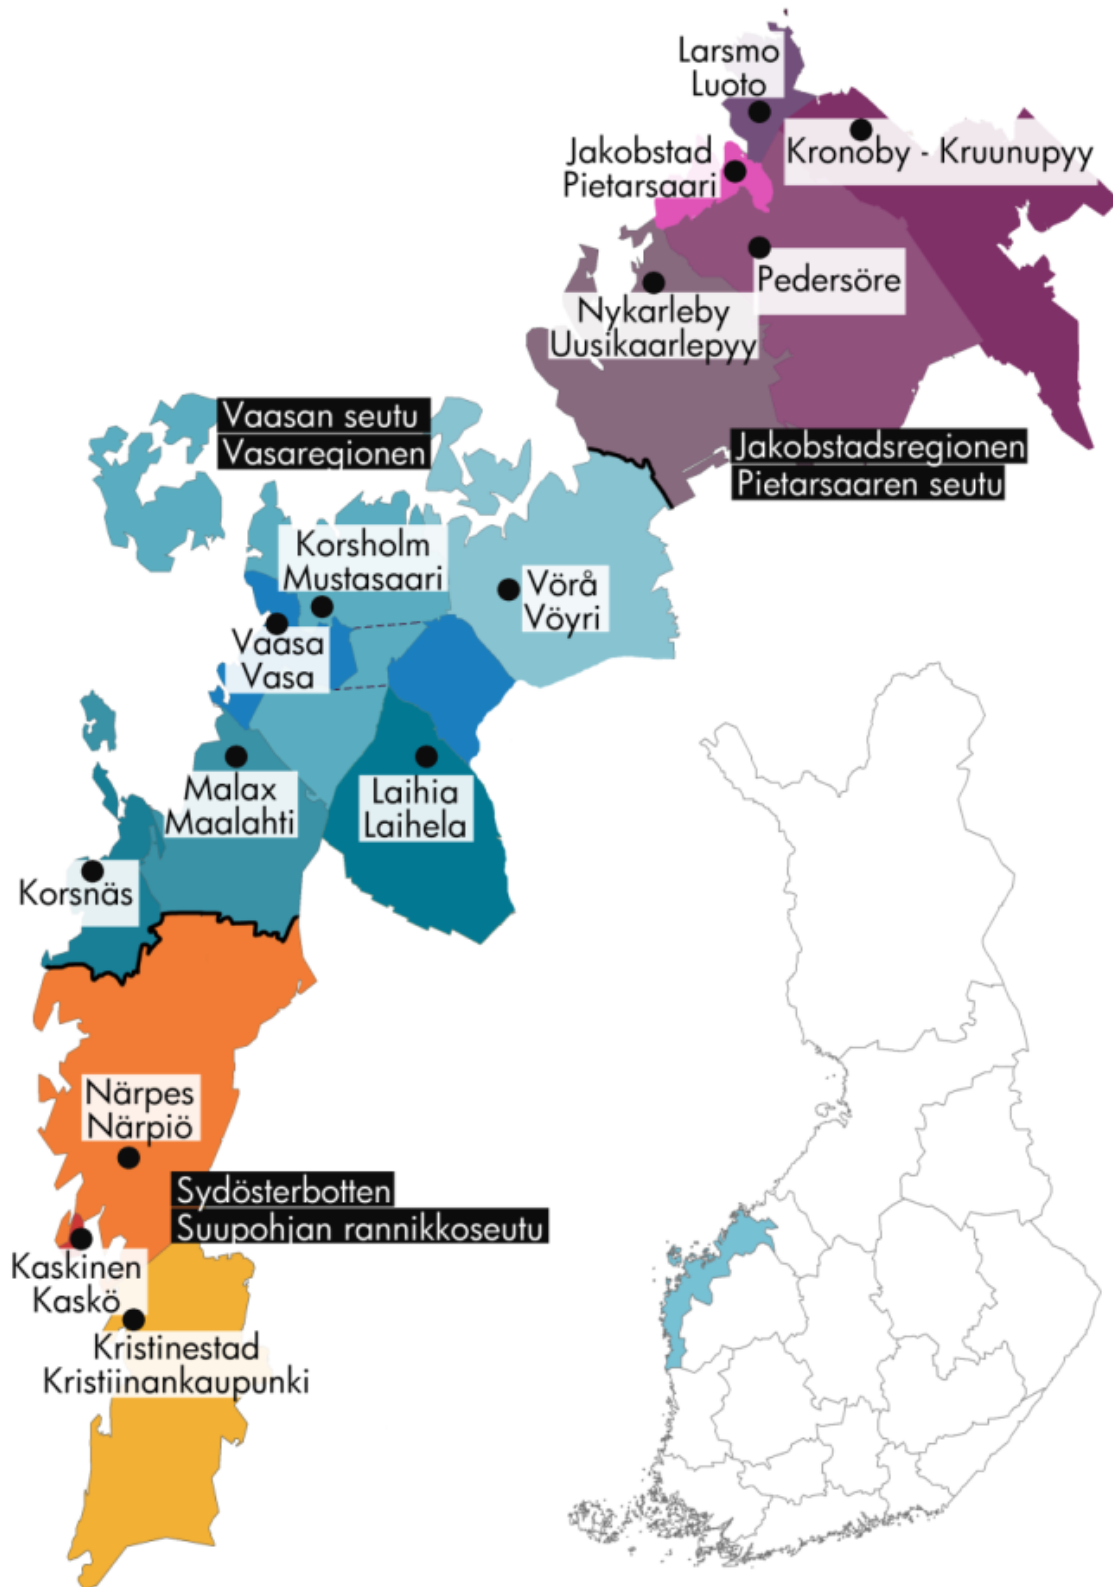 Larsmo
Luoto
Jakobstad
Pietarsaari
Kronoby - Kruunupyy
Pedersöre
Nykarleby
Uusikaarlepyy
Vaasan seutu
Vasaregionen
Jakobstadsregionen
Pietarsaaren seutu
Korsholm
Mustasaari
Vörå
Vöyri
Vaasa
Vasa
Malax
Maalahti
Laihia
Laihela
Korsnäs
Närpes
Närpiö
Sydösterbotten
Suupohjan rannikkoseutu
Kaskinen
Kaskö
Kristinestad
Kristiinankaupunki